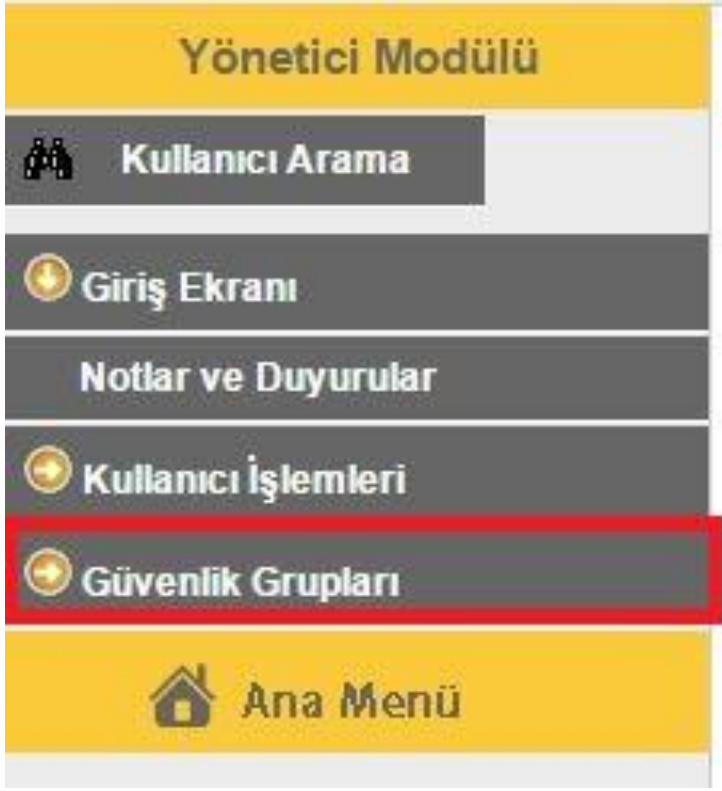 Yönetici Modülü
Kullanıcı Arama
Giriş Ekranı
Notlar ve Duyurular
Kullanıcı İşlemleri
Güvenlik Grupları
Ana Menü